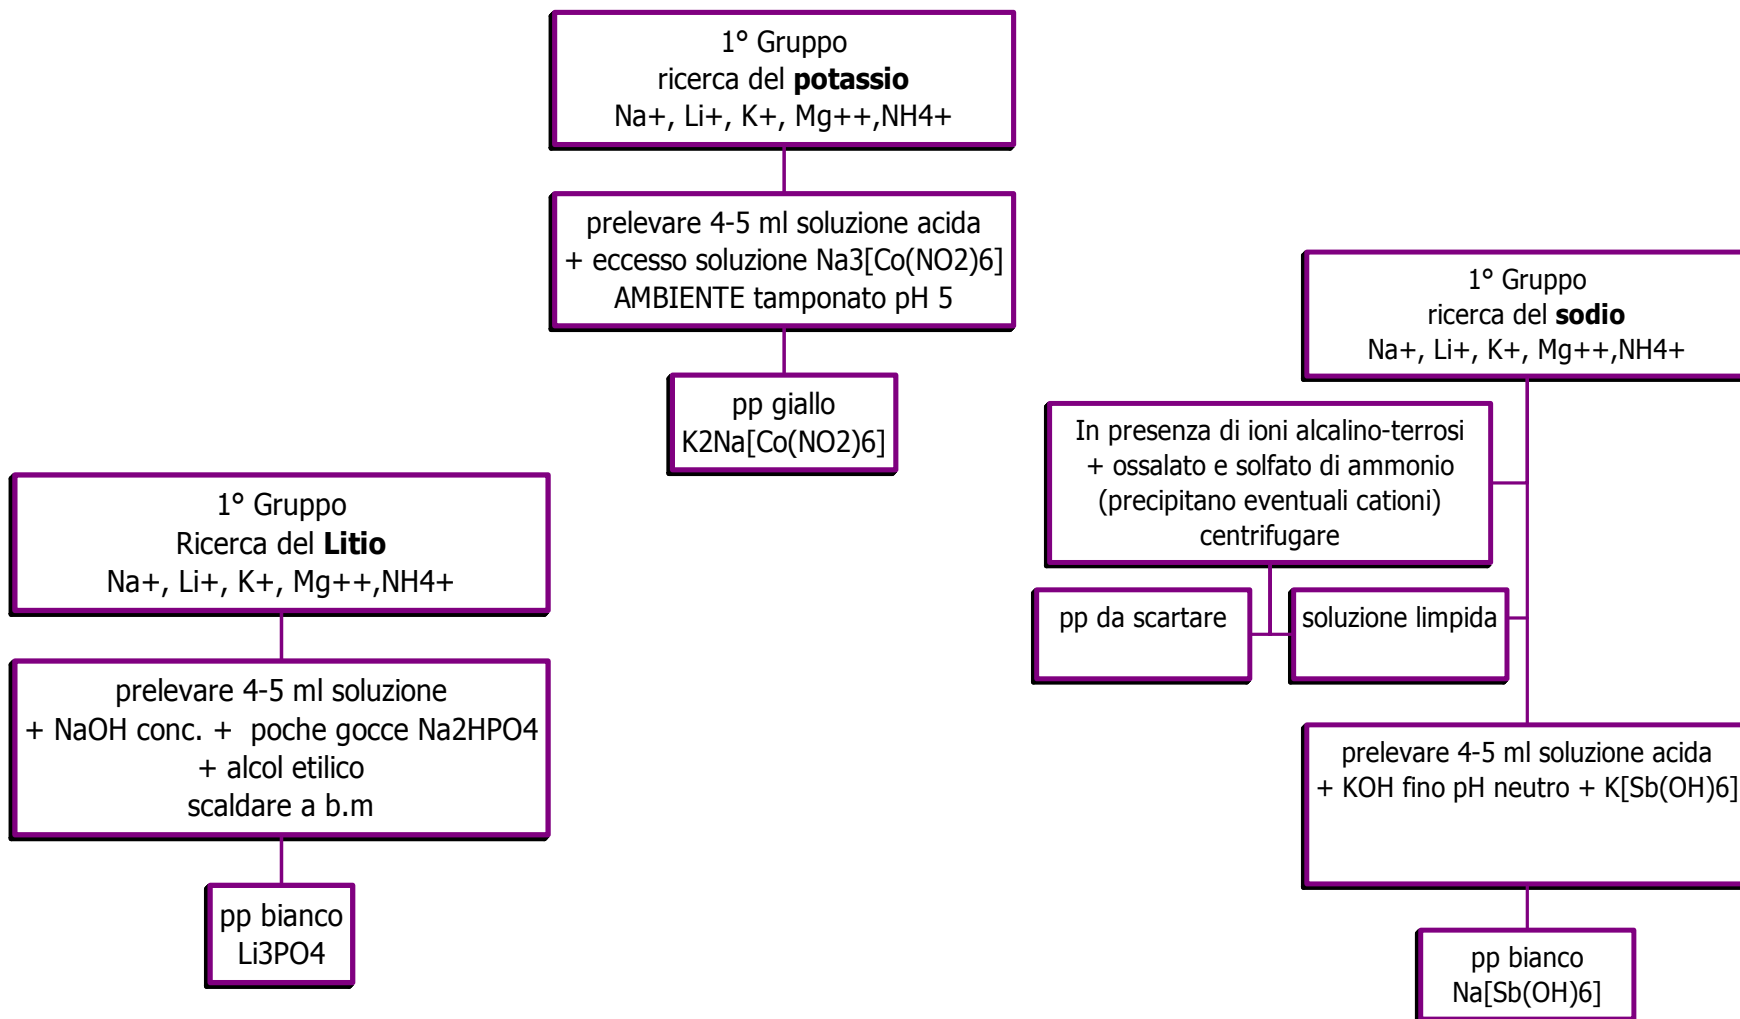 1° Gruppo
ricerca del potassio
Na+, Li+, K+, Mg++,NH4+
prelevare 4-5 ml soluzione acida
+ eccesso soluzione Na3[Co(NO2)6]
AMBIENTE tamponato pH 5
pp giallo
K2Na[Co(NO2)6]
1° Gruppo
Ricerca del Litio
Na+, Li+, K+, Mg++,NH4+
prelevare 4-5 ml soluzione
+ NaOH conc. + poche gocce Na2HPO4
+ alcol etilico
scaldare a b.m
pp bianco
Li3PO4
1° Gruppo
ricerca del sodio
Na+, Li+, K+, Mg++,NH4+
In presenza di ioni alcalino-terrosi
+ ossalato e solfato di ammonio
(precipitano eventuali cationi)
centrifugare
pp da scartare
soluzione limpida
prelevare 4-5 ml soluzione acida
+ KOH fino pH neutro + K[Sb(OH)6]
pp bianco
Na[Sb(OH)6]